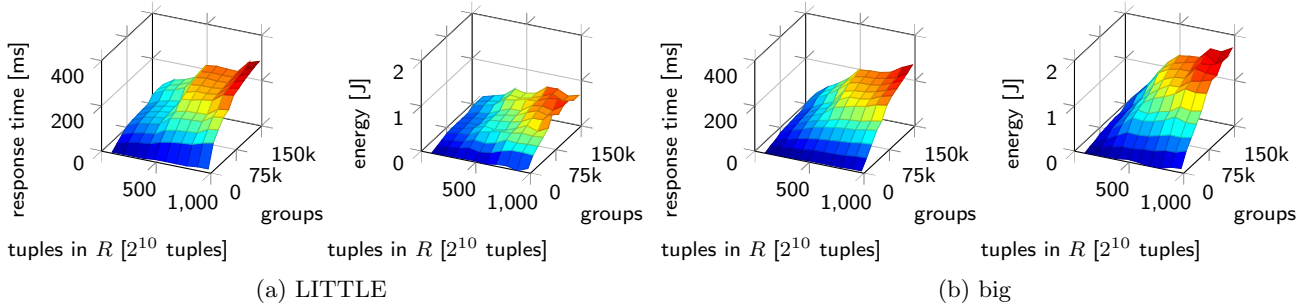 response time [ms]
400
200
0
500
1,000
0
75k
150k
groups
tuples in R [2^10 tuples]
energy [J]
2
1
0
500
1,000
0
75k
150k
groups
tuples in R [2^10 tuples]
(a) LITTLE
response time [ms]
400
200
0
500
1,000
0
75k
150k
groups
tuples in R [2^10 tuples]
energy [J]
2
1
0
500
1,000
0
75k
150k
groups
tuples in R [2^10 tuples]
(b) big